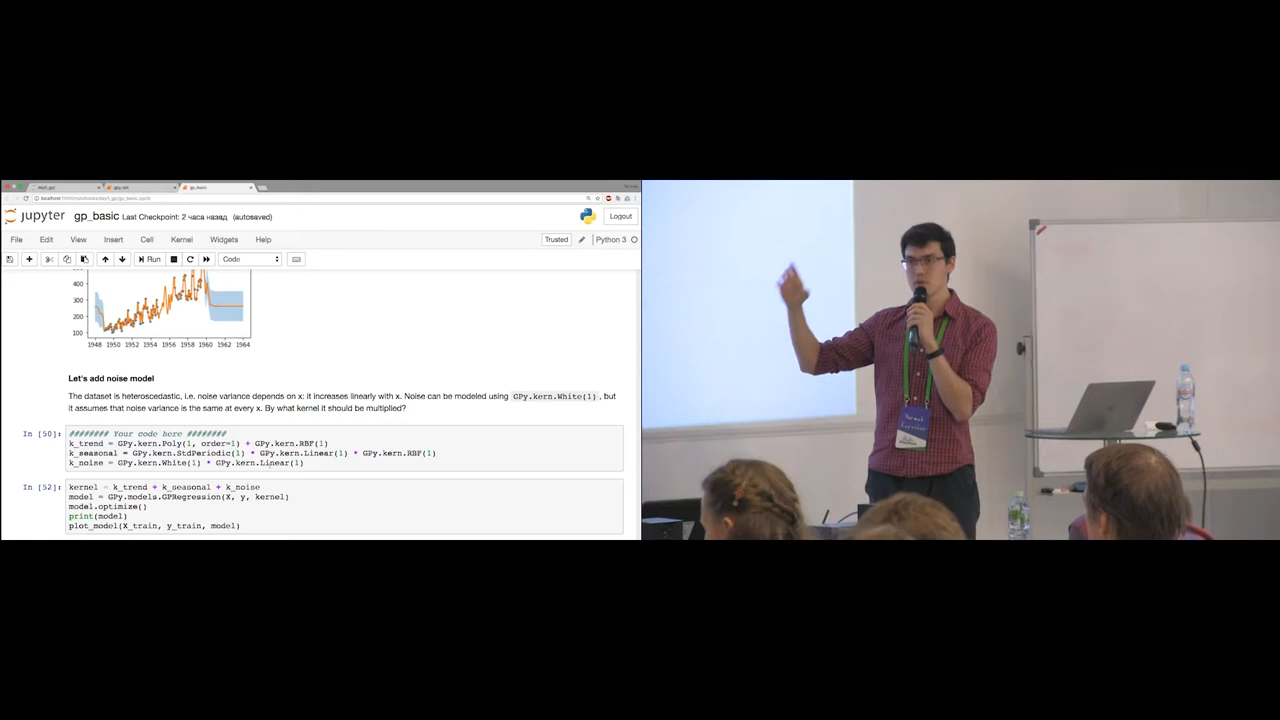 gp_basic
localhost
jupyter gp_basic Last Checkpoint: 2 часа назад (autosaved)
Logout
File Edit View Insert Cell Kernel Widgets Help
Trusted
Python 3
Run
Code
400
300
200
100
1948 1950 1952 1954 1956 1958 1960 1962 1964
Let's add noise model
The dataset is heteroscedastic, i.e. noise variance depends on x: it increases linearly with x. Noise can be modeled using GPy.kern.White(1), but
it assumes that noise variance is the same at every x. By what kernel it should be multiplied?
In [50]:
######## Your code here ########
k_trend = GPy.kern.Poly(1, order=1) + GPy.kern.RBF(1)
k_seasonal = GPy.kern.StdPeriodic(1) * GPy.kern.Linear(1) * GPy.kern.RBF(1)
k_noise = GPy.kern.White(1) * GPy.kern.Linear(1)
In [52]:
kernel = k_trend + k_seasonal + k_noise
model = GPy.models.GPRegression(X, y, kernel)
model.optimize()
print(model)
plot_model(X_train, y_train, model)